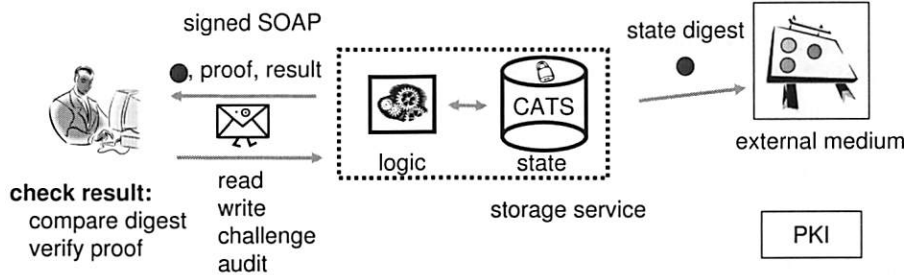 signed SOAP
state digest
, proof, result
CATS
logic
state
external medium
check result:
compare digest
verify proof
read
write
challenge
audit
storage service
PKI